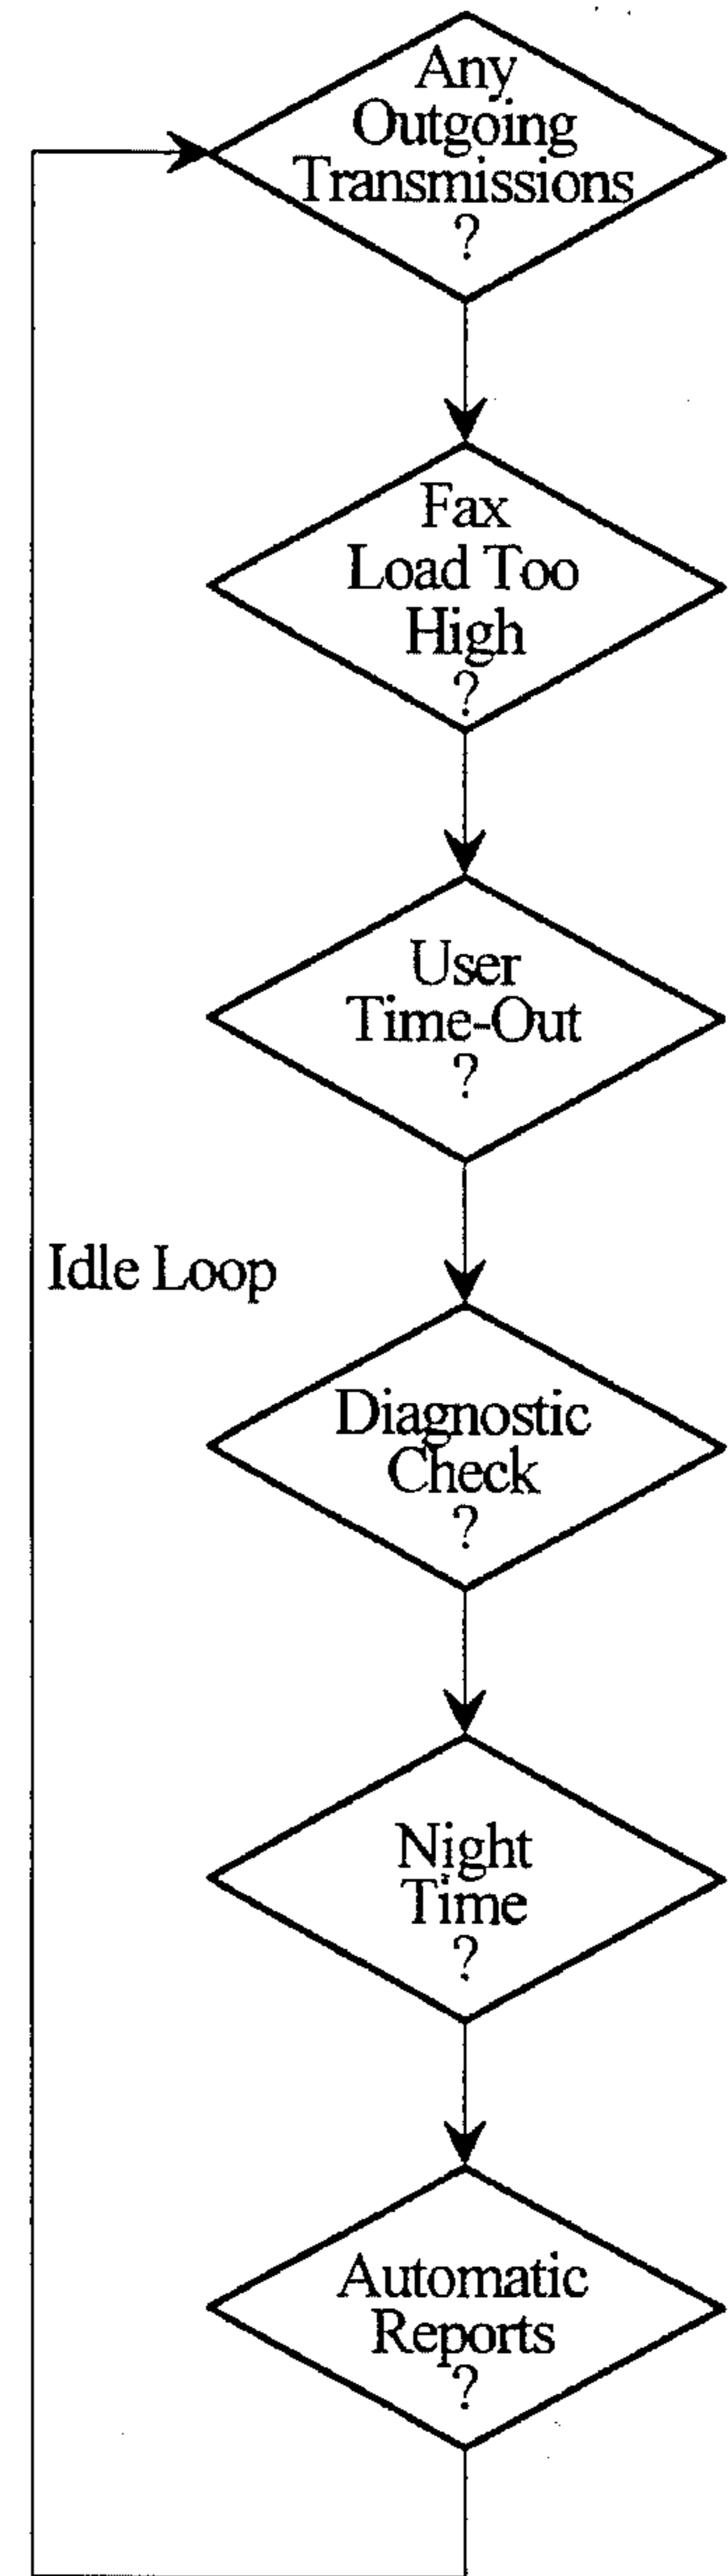 Any
Outgoing
Transmissions
?
Fax
Load Too
High
?
User
Time-Out
?
Idle Loop
Diagnostic
Check
?
Night
Time
?
Automatic
Reports
?